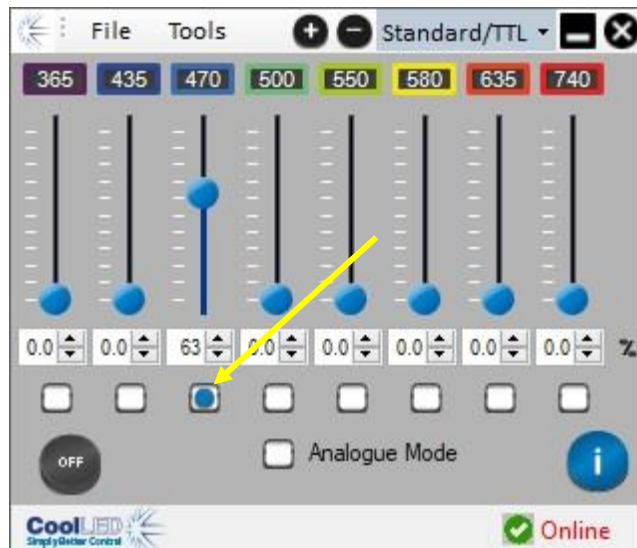 File Tools Standard/TTL
365 435 470 500 550 580 635 740
0.0 0.0 63 0.0 0.0 0.0 0.0 0.0 %
OFF Analogue Mode i
CoolLED Online
Simply Better Control